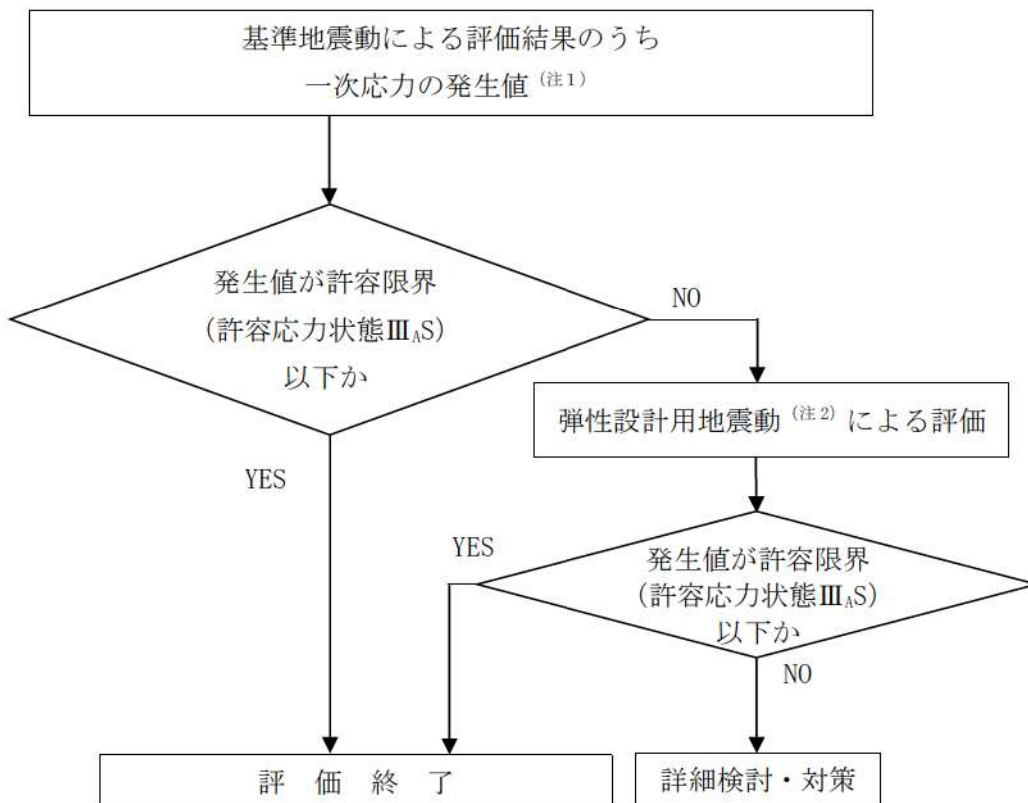 基準地震動による評価結果のうち
一次応力の発生値(注1)
発生値が許容限界
(許容応力状態ⅢAS)
以下か
NO
YES
弾性設計用地震動(注2)による評価
YES
発生値が許容限界
(許容応力状態ⅢAS)
以下か
NO
評 価 終 了
詳細検討・対策